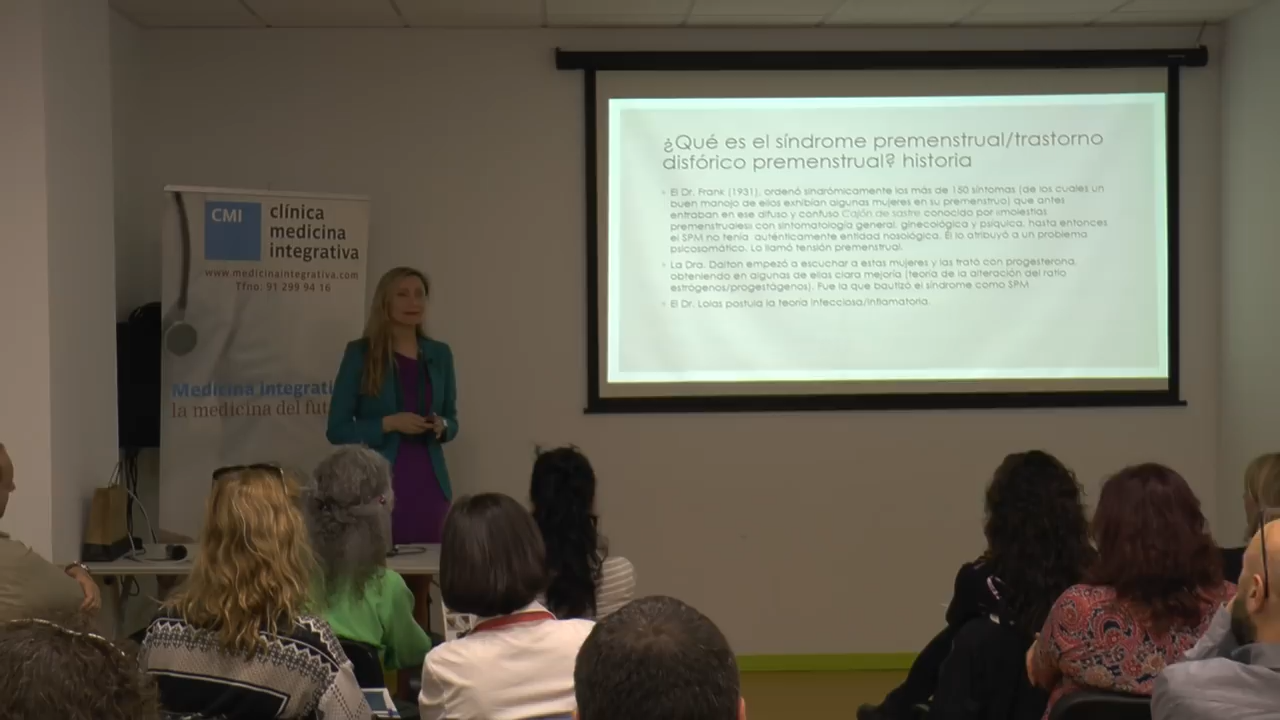 CMI
clínica
medicina
integrativa
www.medicinaintegrativa.com
Tfno: 91 299 94 16
Medicina integrati
la medicina del fut
¿Qué es el síndrome premenstrual/trastorno
disfórico premenstrual? historia
El Dr. Frank (1931), ordenó sindrómicamente los más de 150 síntomas (de los cuales un
buen manojo de ellos exhibían algunas mujeres en su premenstruo) que antes
entraban en ese difuso y confuso Cajón de sastre conocido por «molestias
premenstruales» con sintomatología general, ginecológica y psíquica, hasta entonces
el SPM no tenía auténticamente entidad nosológica. Él lo atribuyó a un problema
psicosomático. Lo llamó tensión premenstrual.
La Dra. Dalton empezó a escuchar a estas mujeres y las trató con progesterona,
obteniendo en algunas de ellas clara mejoría (teoría de la alteración del ratio
estrógenos/progestágenos). Fue la que bautizó el síndrome como SPM
El Dr. Lolas postula la teoría infecciosa/inflamatoria.